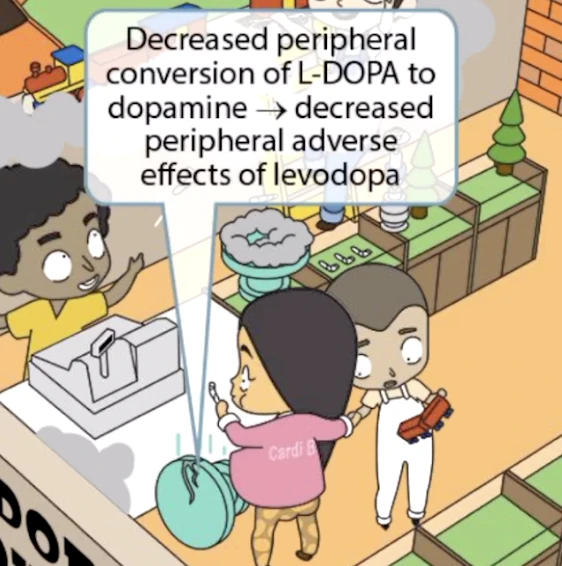 Decreased peripheral
conversion of L-DOPA to
dopamine → decreased
peripheral adverse
effects of levodopa
Cardi B